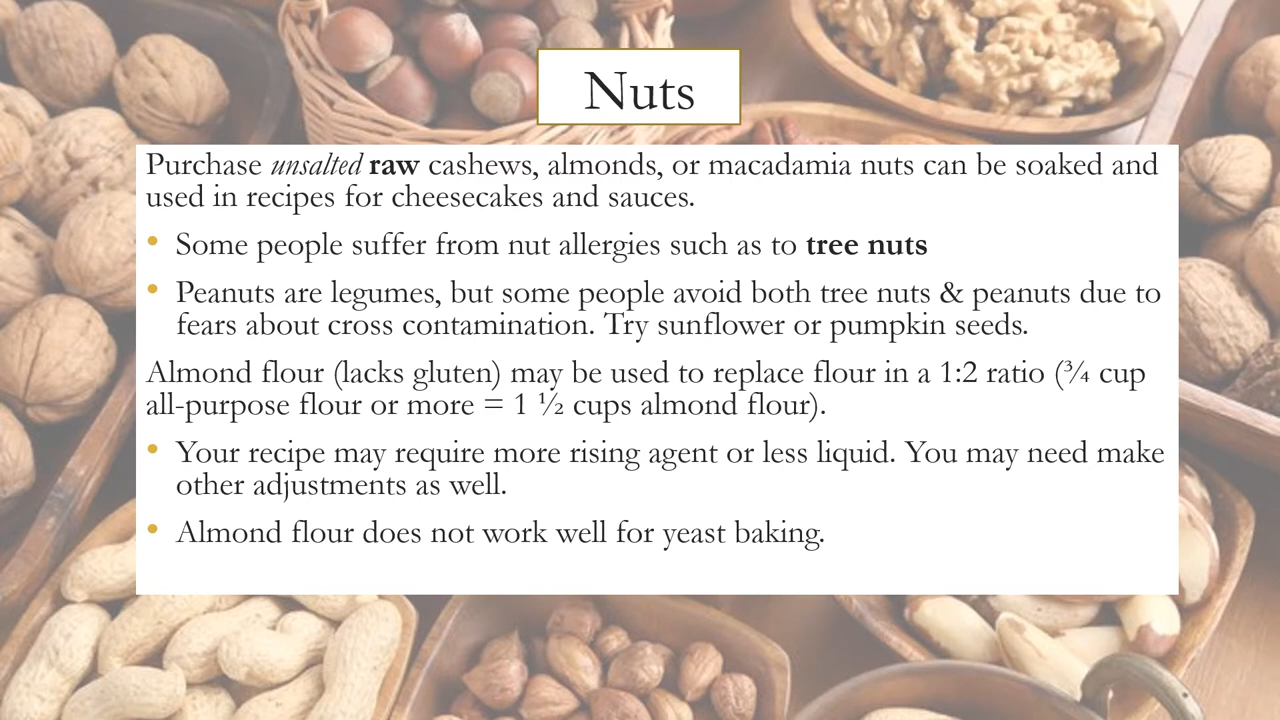 Nuts
Purchase unsalted raw cashews, almonds, or macadamia nuts can be soaked and
used in recipes for cheesecakes and sauces.
• Some people suffer from nut allergies such as to tree nuts
• Peanuts are legumes, but some people avoid both tree nuts & peanuts due to
fears about cross contamination. Try sunflower or pumpkin seeds.
Almond flour (lacks gluten) may be used to replace flour in a 1:2 ratio (¾ cup
all-purpose flour or more = 1 ½ cups almond flour).
• Your recipe may require more rising agent or less liquid. You may need make
other adjustments as well.
• Almond flour does not work well for yeast baking.